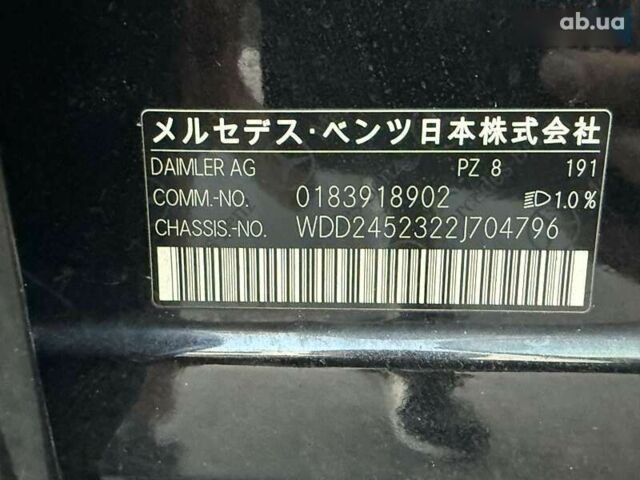 ab.ua
メルセデス・ベンツ日本株式会社
DAIMLER AG PZ 8 191
COMM.-NO. 0183918902 1.0 %
CHASSIS.-NO. WDD2452322J704796